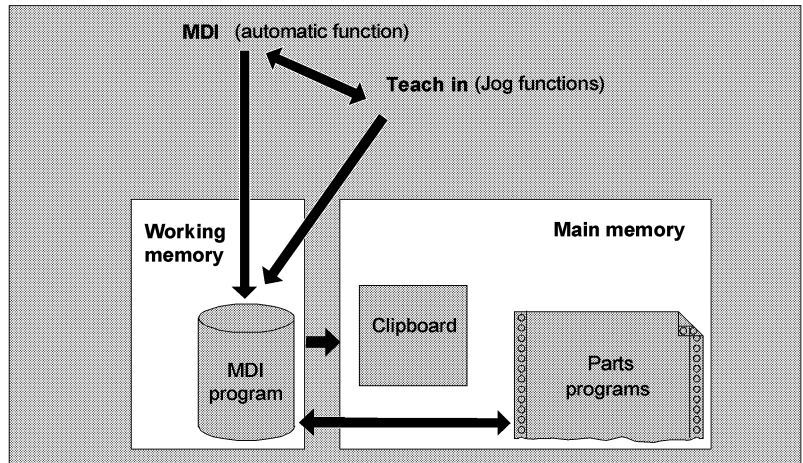 MDI (automatic function)
Teach in (Jog functions)
Working
memory
Main memory
Clipboard
MDI
program
Parts
programs